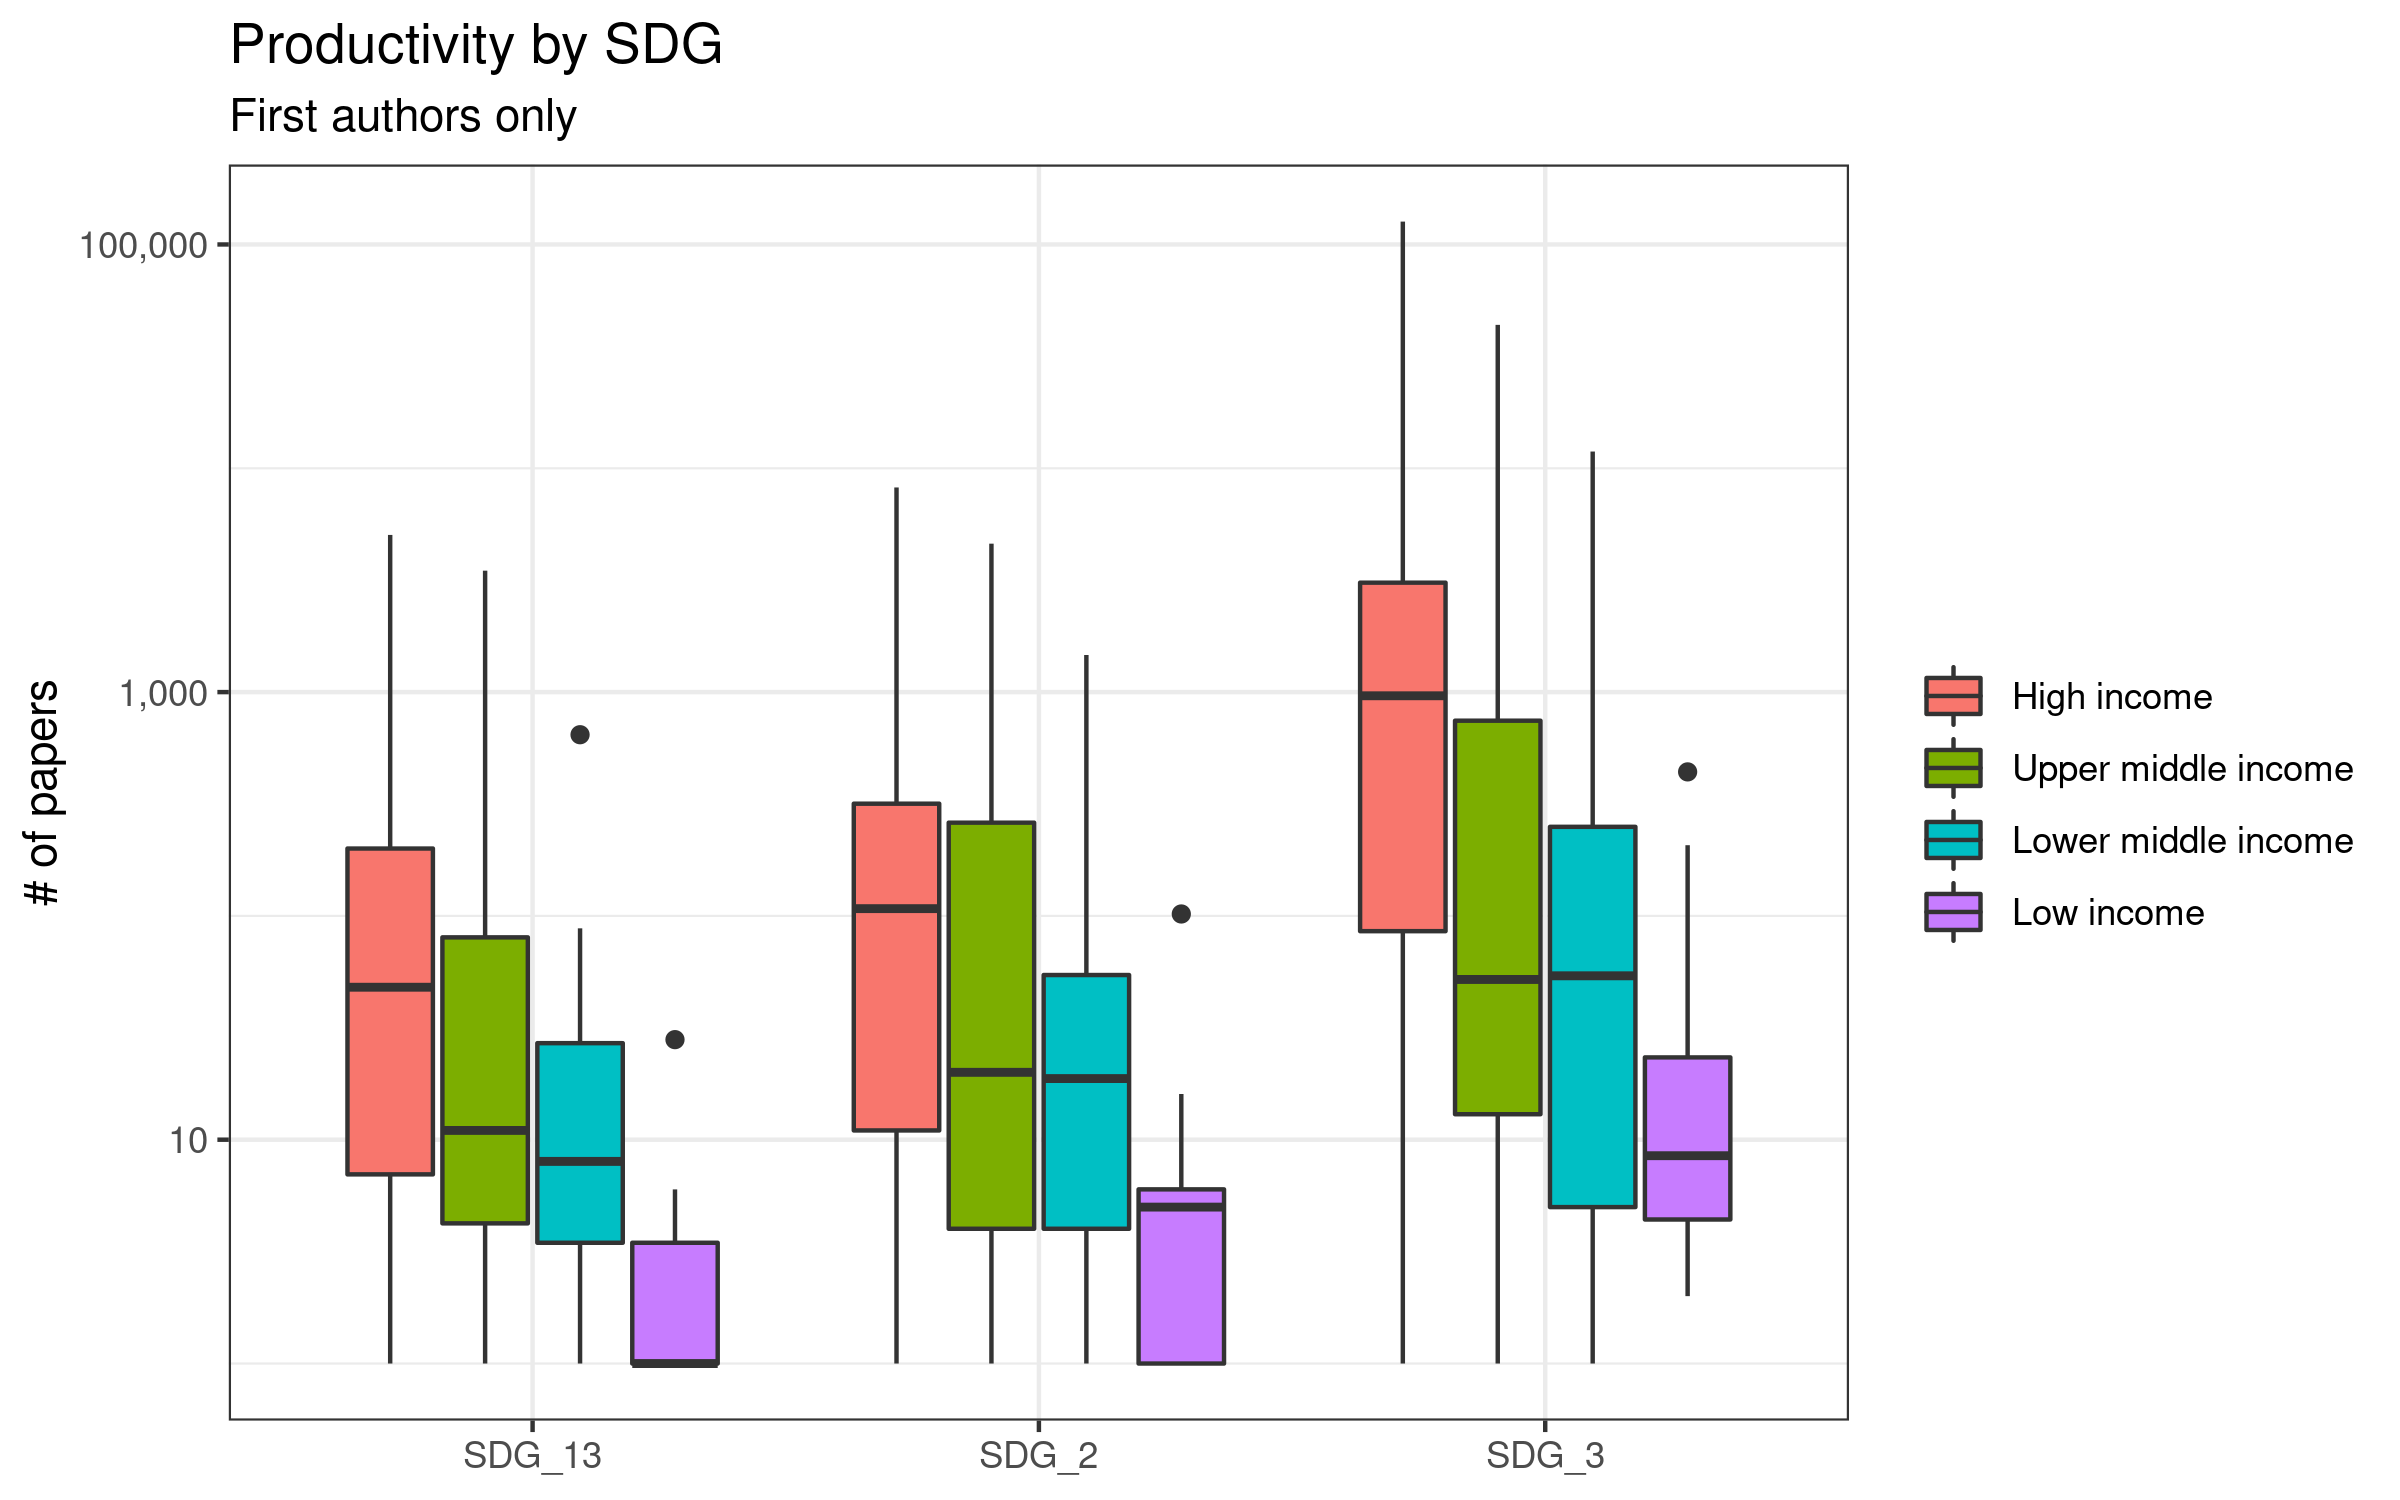 Productivity by SDG
First authors only
# of papers
100,000
1,000
10
SDG_13
SDG_2
SDG_3
High income
Upper middle income
Lower middle income
Low income